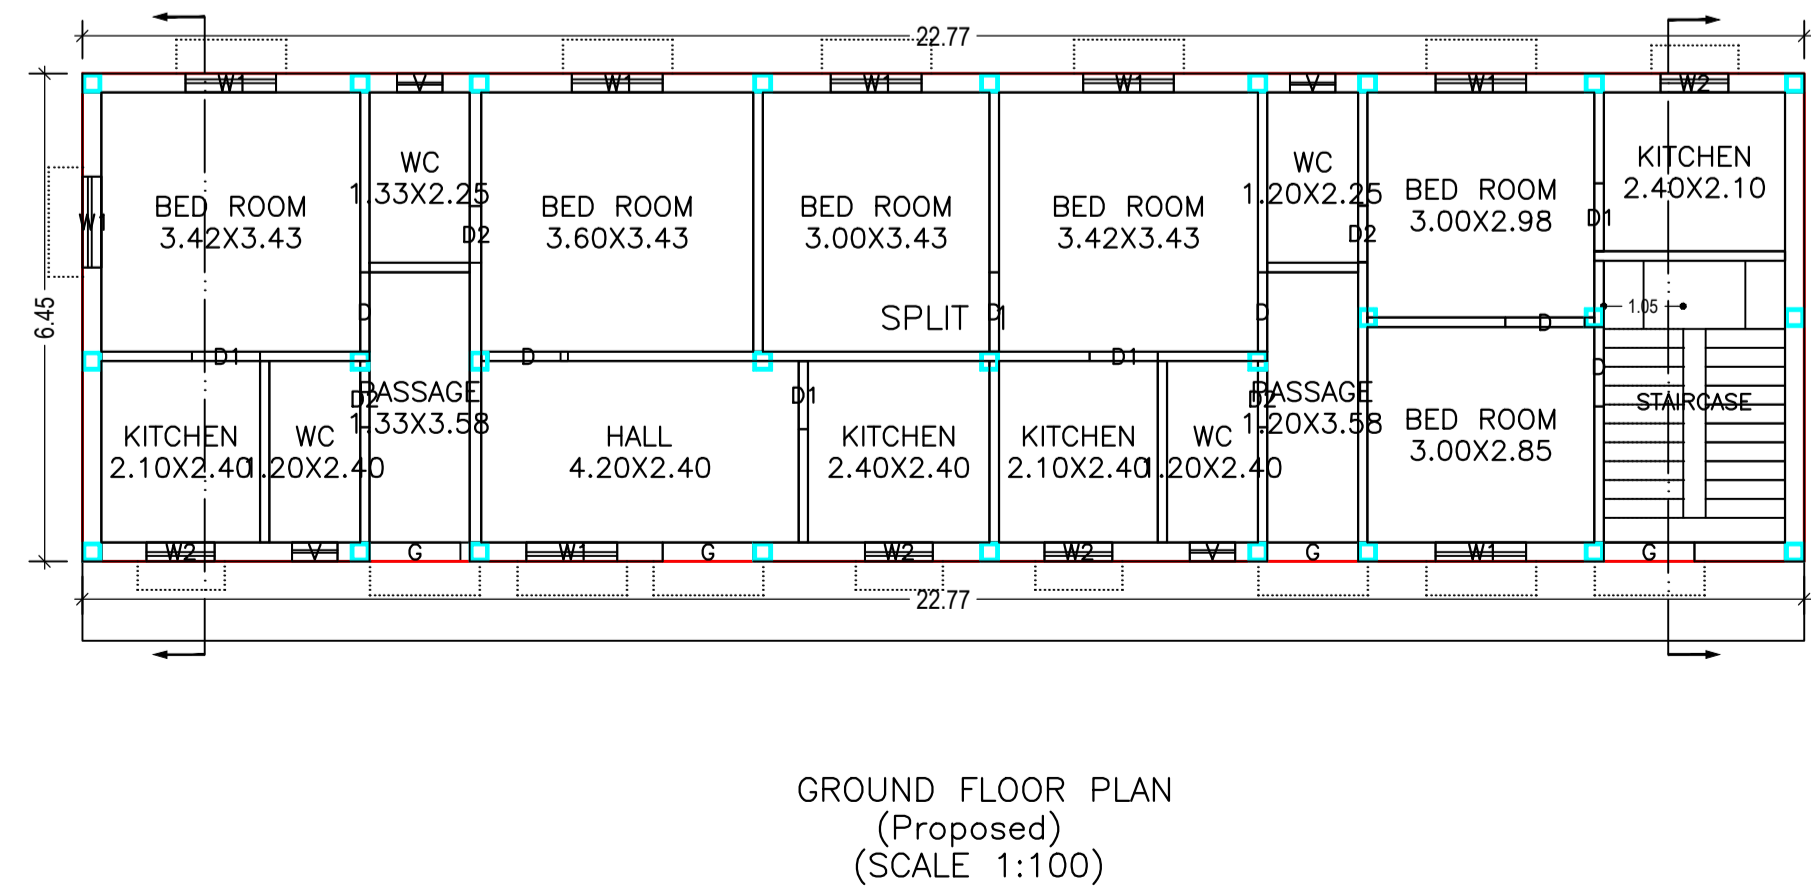 22.77
W1
V
W1
W1
W1
V
W1
W2
WC
1.33X2.25
WC
1.20X2.25
KITCHEN
2.40X2.10
BED ROOM
3.42X3.43
BED ROOM
3.60X3.43
BED ROOM
3.00X3.43
BED ROOM
3.42X3.43
BED ROOM
3.00X2.98
W1
D2
D2
D1
6.45
D
SPLIT
D1
D
D
1.05
D1
D
D1
D
PASSAGE
1.33X3.58
D2
D1
PASSAGE
1.20X3.58
D2
STAIRCASE
KITCHEN
2.10X2.40
WC
1.20X2.40
HALL
4.20X2.40
KITCHEN
2.40X2.40
KITCHEN
2.10X2.40
WC
1.20X2.40
BED ROOM
3.00X2.85
W2
V
G
W1
G
W2
W2
V
G
W1
G
22.77
GROUND FLOOR PLAN
(Proposed)
(SCALE 1:100)